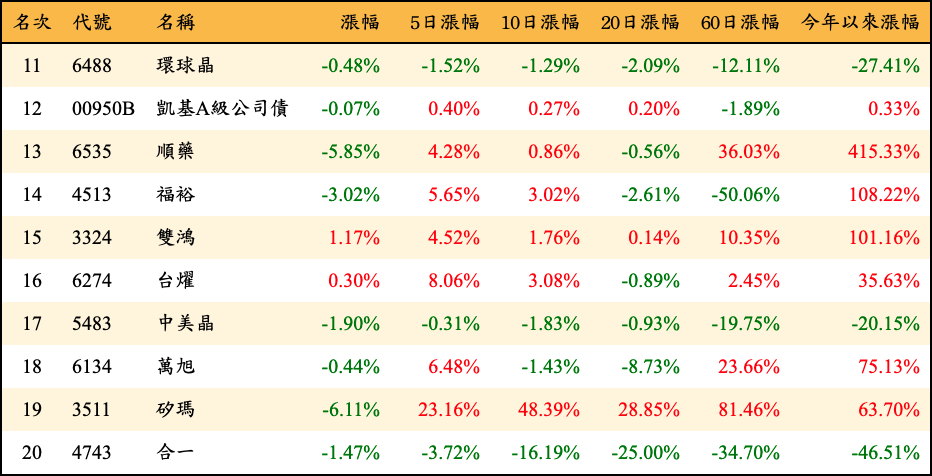 名次 代號 名稱 漲幅 5日漲幅 10日漲幅 20日漲幅 60日漲幅 今年以來漲幅
11 6488 環球晶 -0.48% -1.52% -1.29% -2.09% -12.11% -27.41%
12 00950B 凱基A級公司債 -0.07% 0.40% 0.27% 0.20% -1.89% 0.33%
13 6535 順藥 -5.85% 4.28% 0.86% -0.56% 36.03% 415.33%
14 4513 福裕 -3.02% 5.65% 3.02% -2.61% -50.06% 108.22%
15 3324 雙鴻 1.17% 4.52% 1.76% 0.14% 10.35% 101.16%
16 6274 台燿 0.30% 8.06% 3.08% -0.89% 2.45% 35.63%
17 5483 中美晶 -1.90% -0.31% -1.83% -0.93% -19.75% -20.15%
18 6134 萬旭 -0.44% 6.48% -1.43% -8.73% 23.66% 75.13%
19 3511 矽瑪 -6.11% 23.16% 48.39% 28.85% 81.46% 63.70%
20 4743 合一 -1.47% -3.72% -16.19% -25.00% -34.70% -46.51%